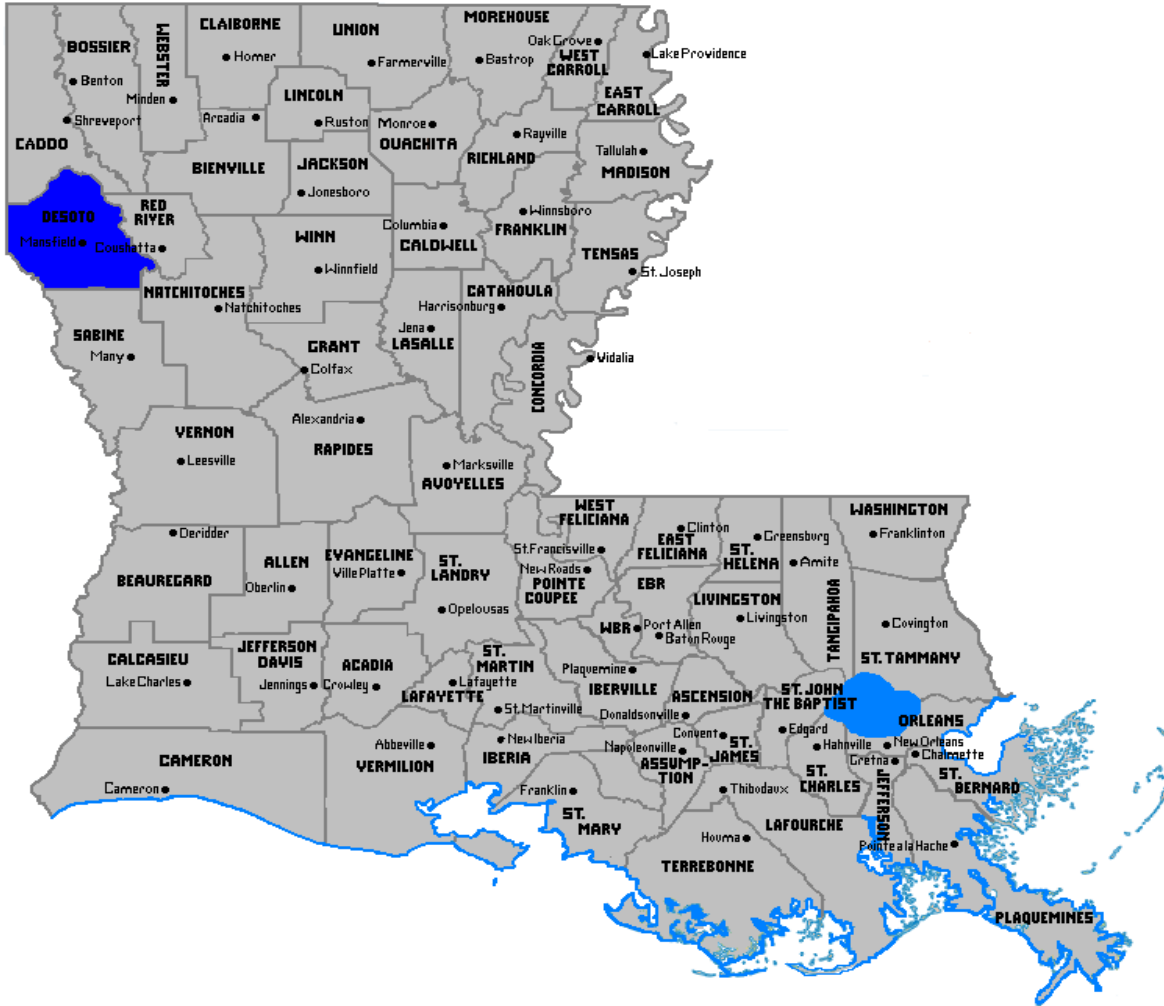 CLAIBORNE
UNION
MOREHOUSE
BOSSIER
WEBSTER
Homer
Farmerville
Bastrop
Oak Grove
WEST
CARROLL
Lake Providence
Benton
Minden
LINCOLN
EAST
CARROLL
Shreveport
Arcadia
Ruston
Monroe
OUACHITA
Rayville
RICHLAND
Tallulah
MADISON
CADDO
BIENVILLE
JACKSON
Jonesboro
DESOTO
RED
RIVER
Mansfield
Coushatta
WINN
Winnfield
Columbia
CALDWELL
Winnsboro
FRANKLIN
TENSAS
St. Joseph
NATCHITOCHES
Natchitoches
CATAHOULA
Harrisonburg
SABINE
Many
GRANT
Colfax
Jena
LASALLE
CONCORDIA
Vidalia
VERNON
Leesville
Alexandria
RAPIDES
Marksville
AVOYELLES
WEST
FELICIANA
St. Francisville
Clinton
EAST
FELICIANA
Greensburg
ST.
HELENA
WASHINGTON
Franklinton
Deridder
BEAUREGARD
ALLEN
Oberlin
EVANGELINE
Ville Platte
ST.
LANDRY
Opelousas
New Roads
POINTE
COUPEE
EBR
Amite
TANGIPAHOA
LIVINGSTON
Livingston
Covington
ST. TAMMANY
WBR
Port Allen
Baton Rouge
CALCASIEU
Lake Charles
JEFFERSON
DAVIS
Jennings
ACADIA
Crowley
LAFAYETTE
Lafayette
ST.
MARTIN
St. Martinville
Plaquemine
IBERVILLE
ASCENSION
Donaldsonville
ST. JOHN
THE BAPTIST
Edgard
ORLEANS
New Orleans
CAMERON
Cameron
Abbeville
VERMILION
New Iberia
IBERIA
Napoleonville
ASSUMP-
TION
Convent
ST.
JAMES
Hahnville
ST.
CHARLES
Gretna
Chalmette
ST.
BERNARD
JEFFERSON
Franklin
ST.
MARY
Thibodaux
LAFOURCHE
Houma
TERREBONNE
Pointe a la Hache
PLAQUEMINES